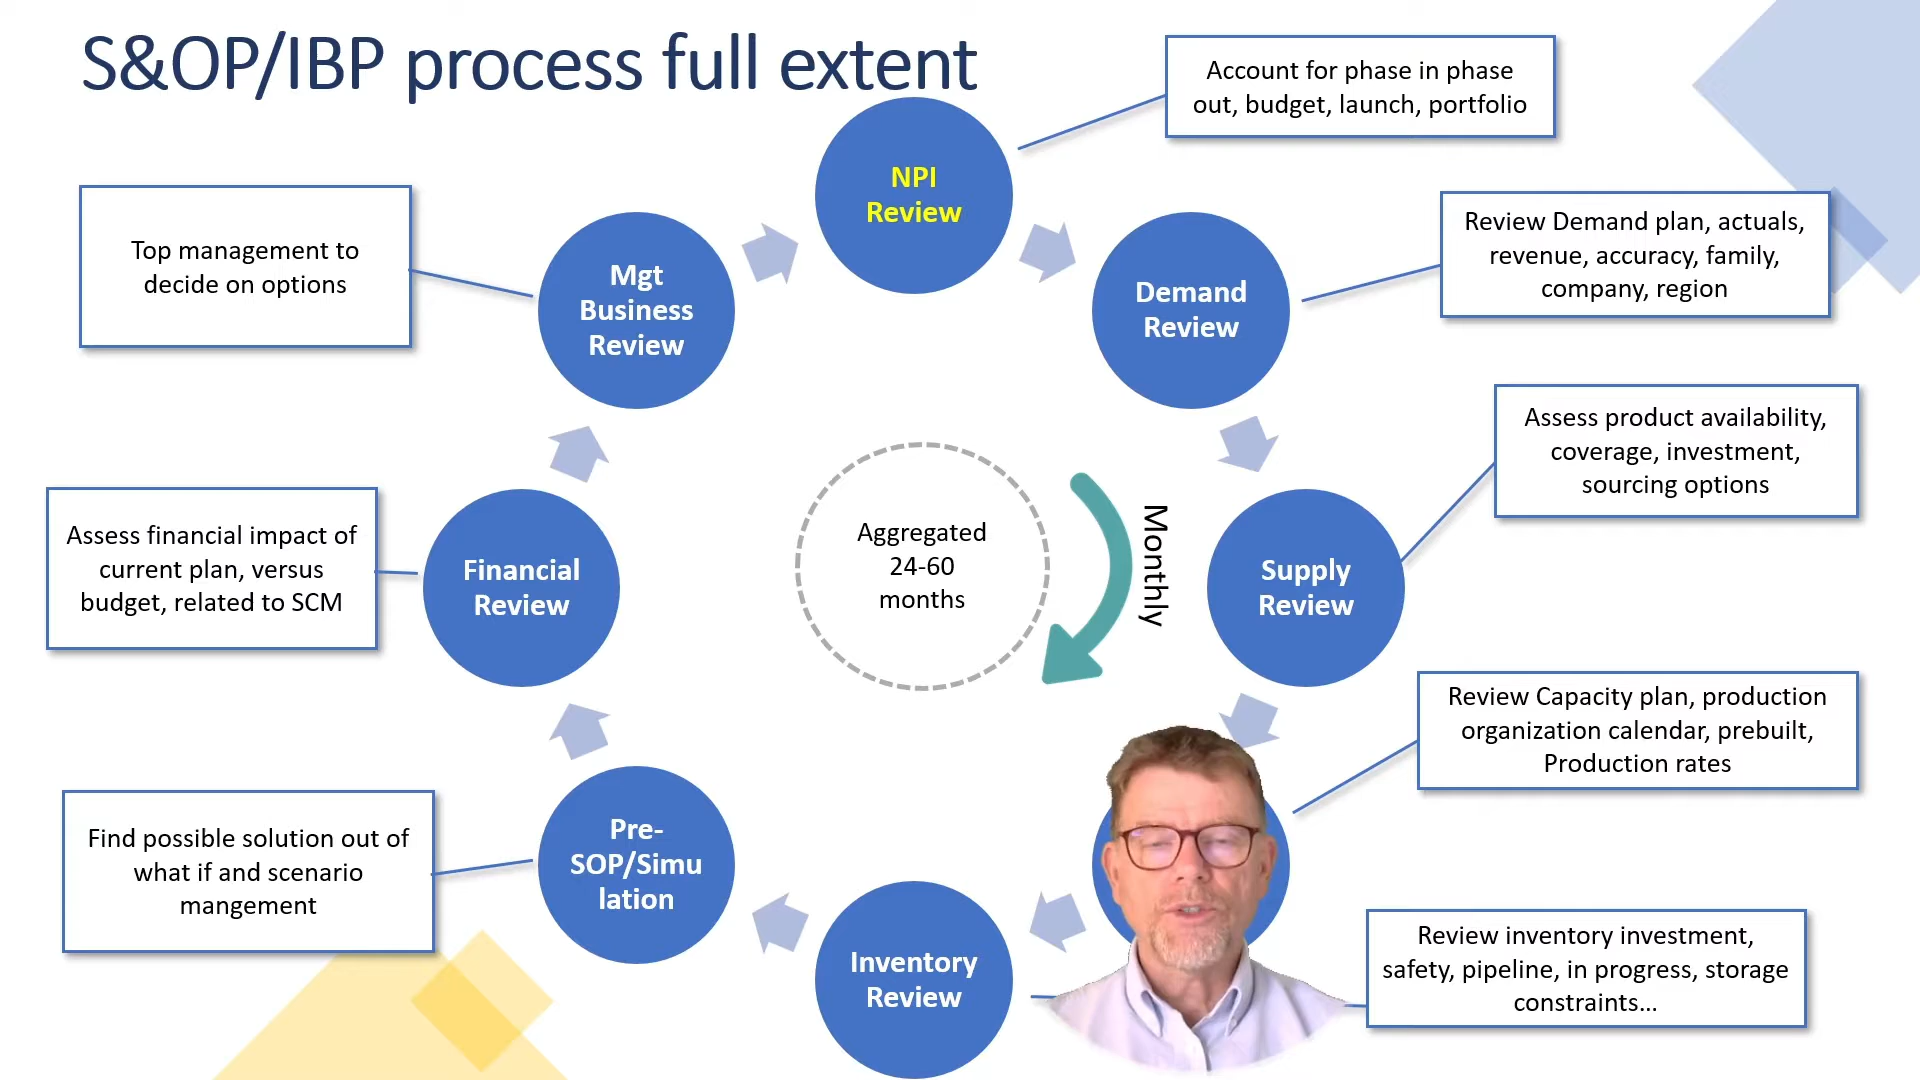 S&OP/IBP process full extent
Account for phase in phase
out, budget, launch, portfolio
NPI
Review
Top management to
decide on options
Mgt
Business
Review
Demand
Review
Review Demand plan, actuals,
revenue, accuracy, family,
company, region
Assess product availability,
coverage, investment,
sourcing options
Aggregated
24-60
months
Monthly
Assess financial impact of
current plan, versus
budget, related to SCM
Financial
Review
Supply
Review
Review Capacity plan, production
organization calendar, prebuilt,
Production rates
Find possible solution out of
what if and scenario
mangement
Pre-
SOP/Simu
lation
Inventory
Review
Review inventory investment,
safety, pipeline, in progress, storage
constraints...